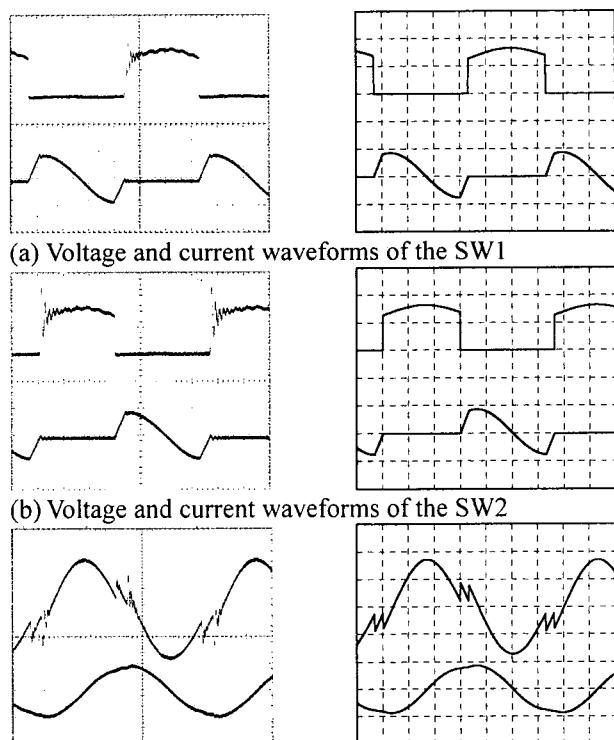 (a) Voltage and current waveforms of the SW1
(b) Voltage and current waveforms of the SW2